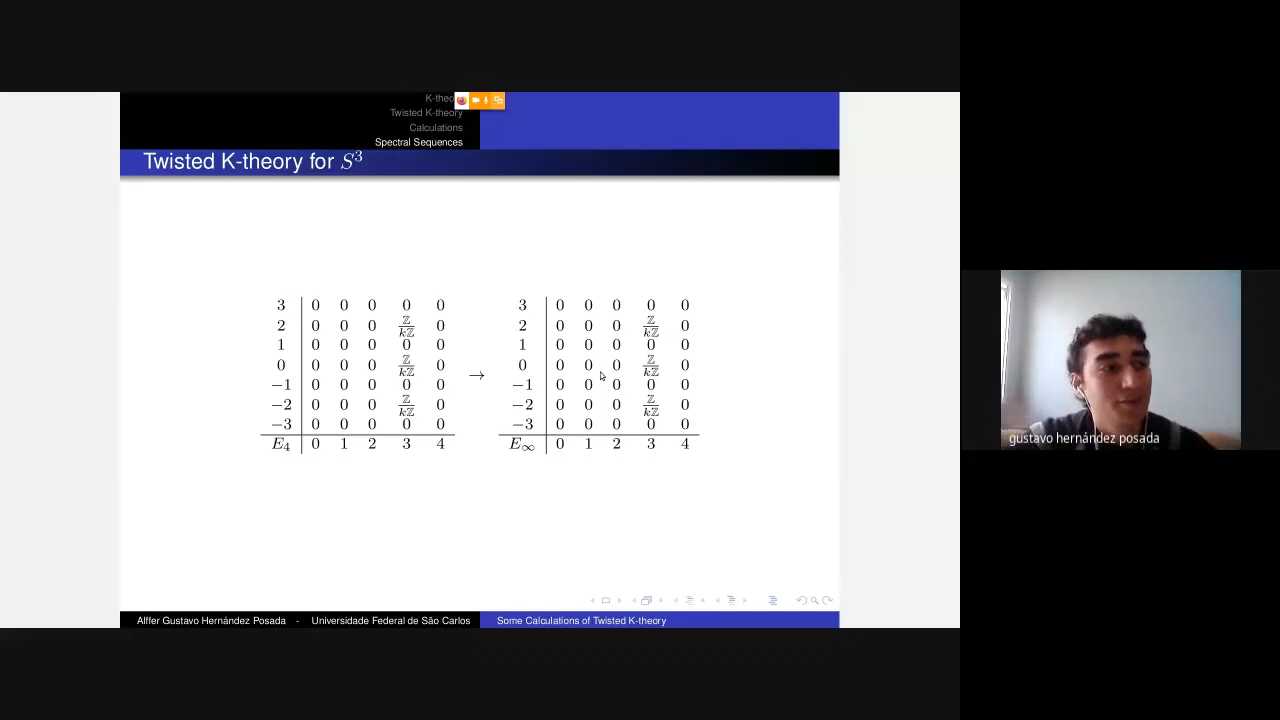 K-theo
Twisted K-theory
Calculations
Spectral Sequences
Twisted K-theory for S³
3 0 0 0 0 0
2 0 0 0 ℤ/kℤ 0
1 0 0 0 0 0
0 0 0 0 ℤ/kℤ 0
−1 0 0 0 0 0
−2 0 0 0 ℤ/kℤ 0
−3 0 0 0 0 0
E₄ 0 1 2 3 4
→
3 0 0 0 0 0
2 0 0 0 ℤ/kℤ 0
1 0 0 0 0 0
0 0 0 0 ℤ/kℤ 0
−1 0 0 0 0 0
−2 0 0 0 ℤ/kℤ 0
−3 0 0 0 0 0
E∞ 0 1 2 3 4
gustavo hernández posada
Alffer Gustavo Hernández Posada - Universidade Federal de São Carlos
Some Calculations of Twisted K-theory